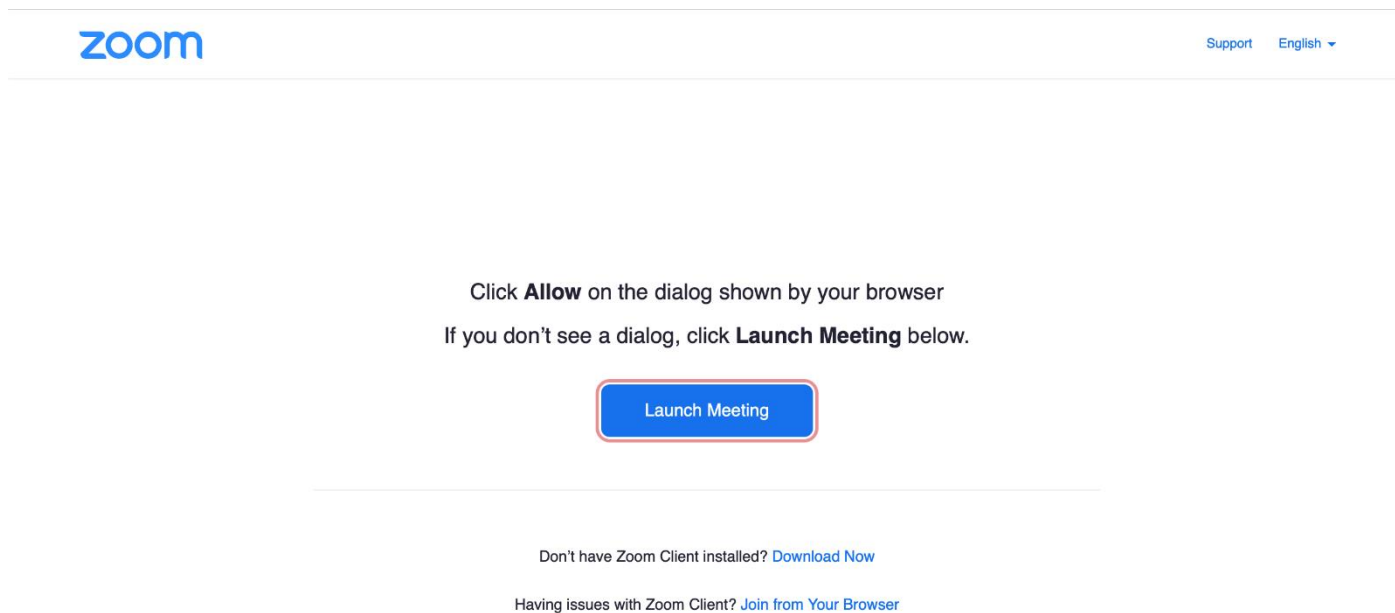 zoom
Support English
Click Allow on the dialog shown by your browser
If you don’t see a dialog, click Launch Meeting below.
Launch Meeting
Don’t have Zoom Client installed? Download Now
Having issues with Zoom Client? Join from Your Browser